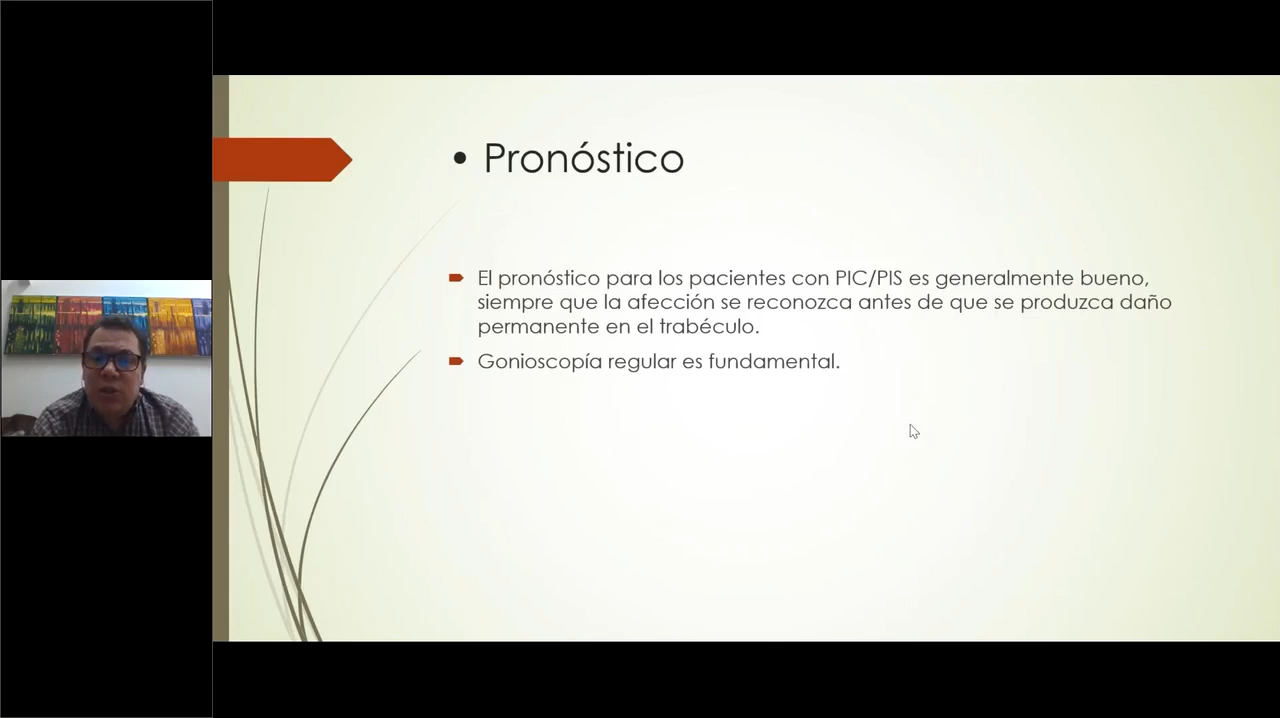 • Pronóstico
El pronóstico para los pacientes con PIC/PIS es generalmente bueno,
siempre que la afección se reconozca antes de que se produzca daño
permanente en el trabéculo.
Gonioscopía regular es fundamental.